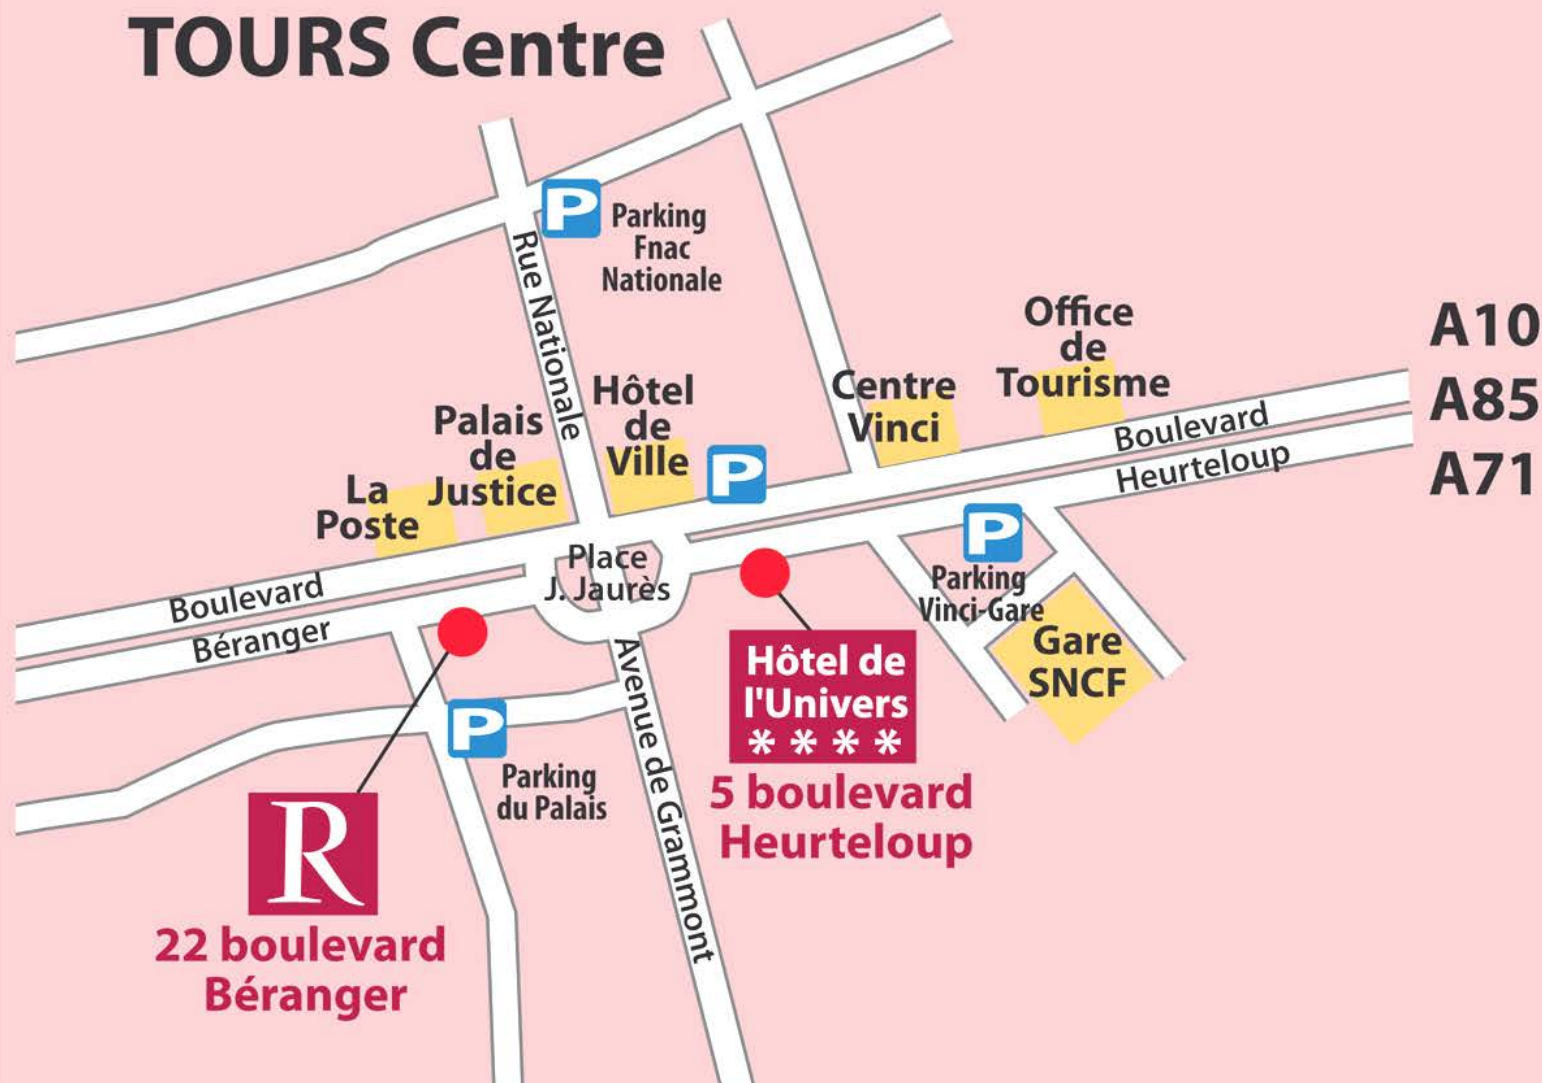 TOURS Centre
P
Parking
Fnac
Nationale
Rue Nationale
Office
de
Tourisme
A10
A85
A71
Centre
Vinci
Hôtel
de
Ville
P
Palais
de
Justice
La
Poste
Boulevard
Heurteloup
Place
J. Jaurès
Boulevard
Béranger
P
Parking
Vinci-Gare
Gare
SNCF
Hôtel de
l'Univers
****
5 boulevard
Heurteloup
Avenue de Grammont
P
Parking
du Palais
R
22 boulevard
Béranger